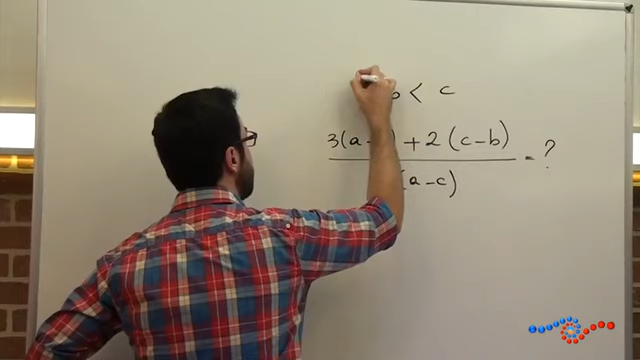 b < c
3(a- ) + 2(c-b)
= ?
(a-c)